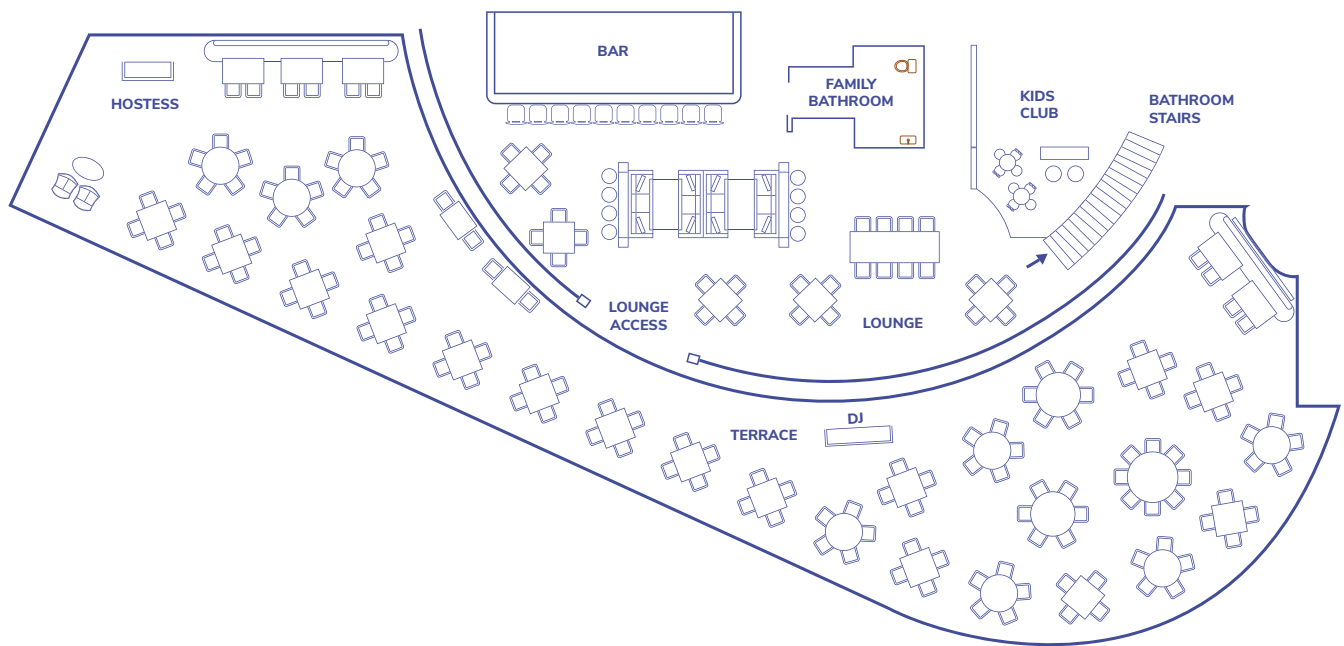 BAR
HOSTESS
FAMILY
BATHROOM
KIDS
CLUB
BATHROOM
STAIRS
LOUNGE
ACCESS
LOUNGE
TERRACE
DJ